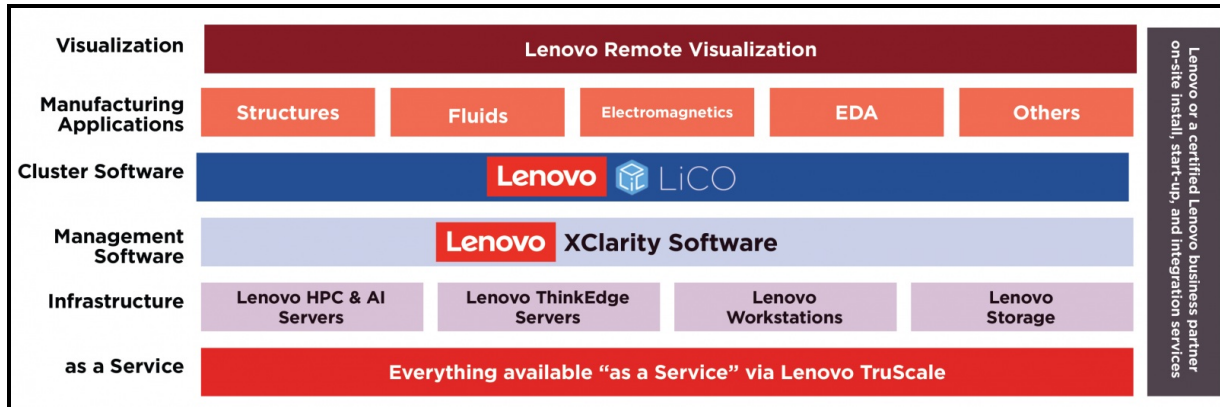 Visualization
Lenovo Remote Visualization
Manufacturing
Applications
Structures
Fluids
Electromagnetics
EDA
Others
Cluster Software
Lenovo LiCO
Management
Software
Lenovo XClarity Software
Infrastructure
Lenovo HPC & AI
Servers
Lenovo ThinkEdge
Servers
Lenovo
Workstations
Lenovo
Storage
as a Service
Everything available “as a Service” via Lenovo TruScale
Lenovo or a certified Lenovo business partner
on-site install, start-up, and integration services